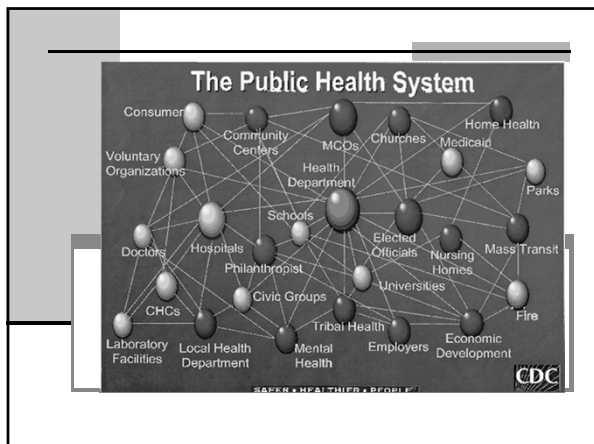 The Public Health System
Consumer
Community
Centers
MCOs
Churches
Home Health
Medicaid
Voluntary
Organizations
Health
Department
Parks
Schools
Doctors
Hospitals
Philanthropist
Elected
Officials
Nursing
Homes
Mass Transit
CHCs
Civic Groups
Universities
Fire
Laboratory
Facilities
Local Health
Department
Mental
Health
Tribal Health
Employers
Economic
Development
CDC
SAFER • HEALTHIER • PEOPLE